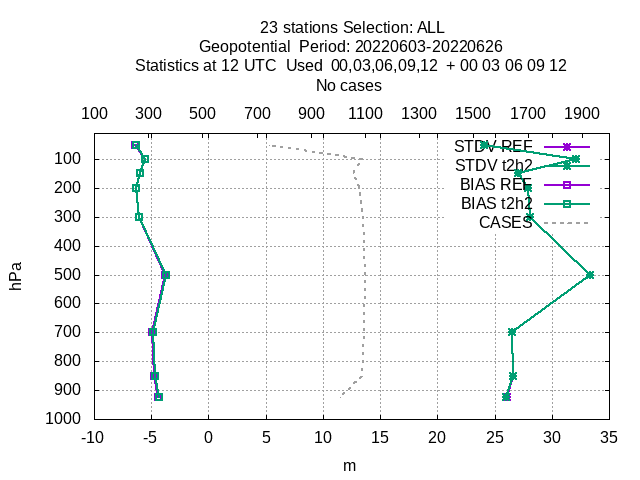 23 stations Selection: ALL
Geopotential  Period: 20220603-20220626
Statistics at 12 UTC  Used  00,03,06,09,12  + 00 03 06 09 12
No cases
100 300 500 700 900 1100 1300 1500 1700 1900
STDV REF
STDV t2h2
BIAS REF
BIAS t2h2
CASES
100
200
300
400
500
600
700
800
900
1000
hPa
-10 -5 0 5 10 15 20 25 30 35
m